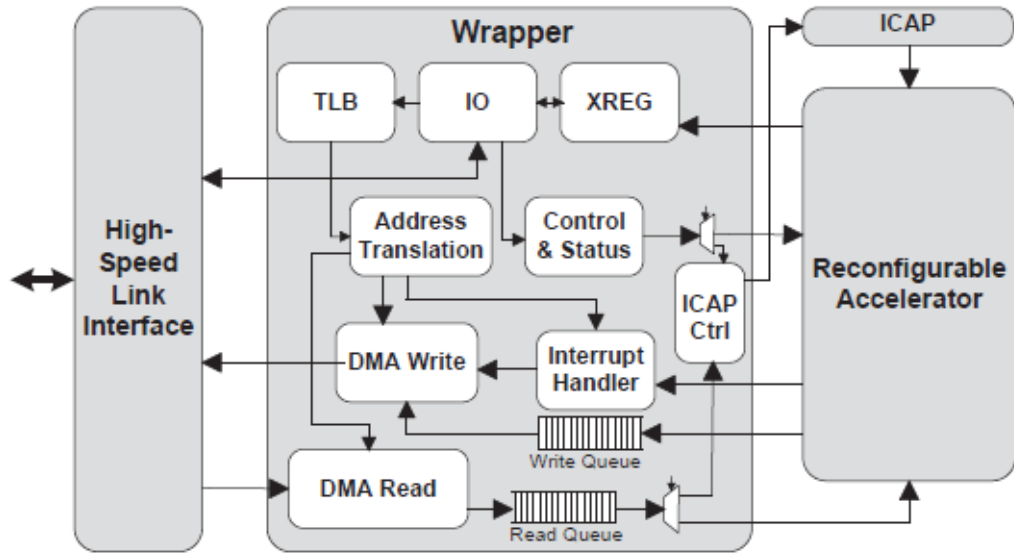 Wrapper
ICAP
TLB
IO
XREG
High-
Speed
Link
Interface
Address
Translation
Control
& Status
Reconfigurable
Accelerator
ICAP
Ctrl
DMA Write
Interrupt
Handler
Write Queue
DMA Read
Read Queue